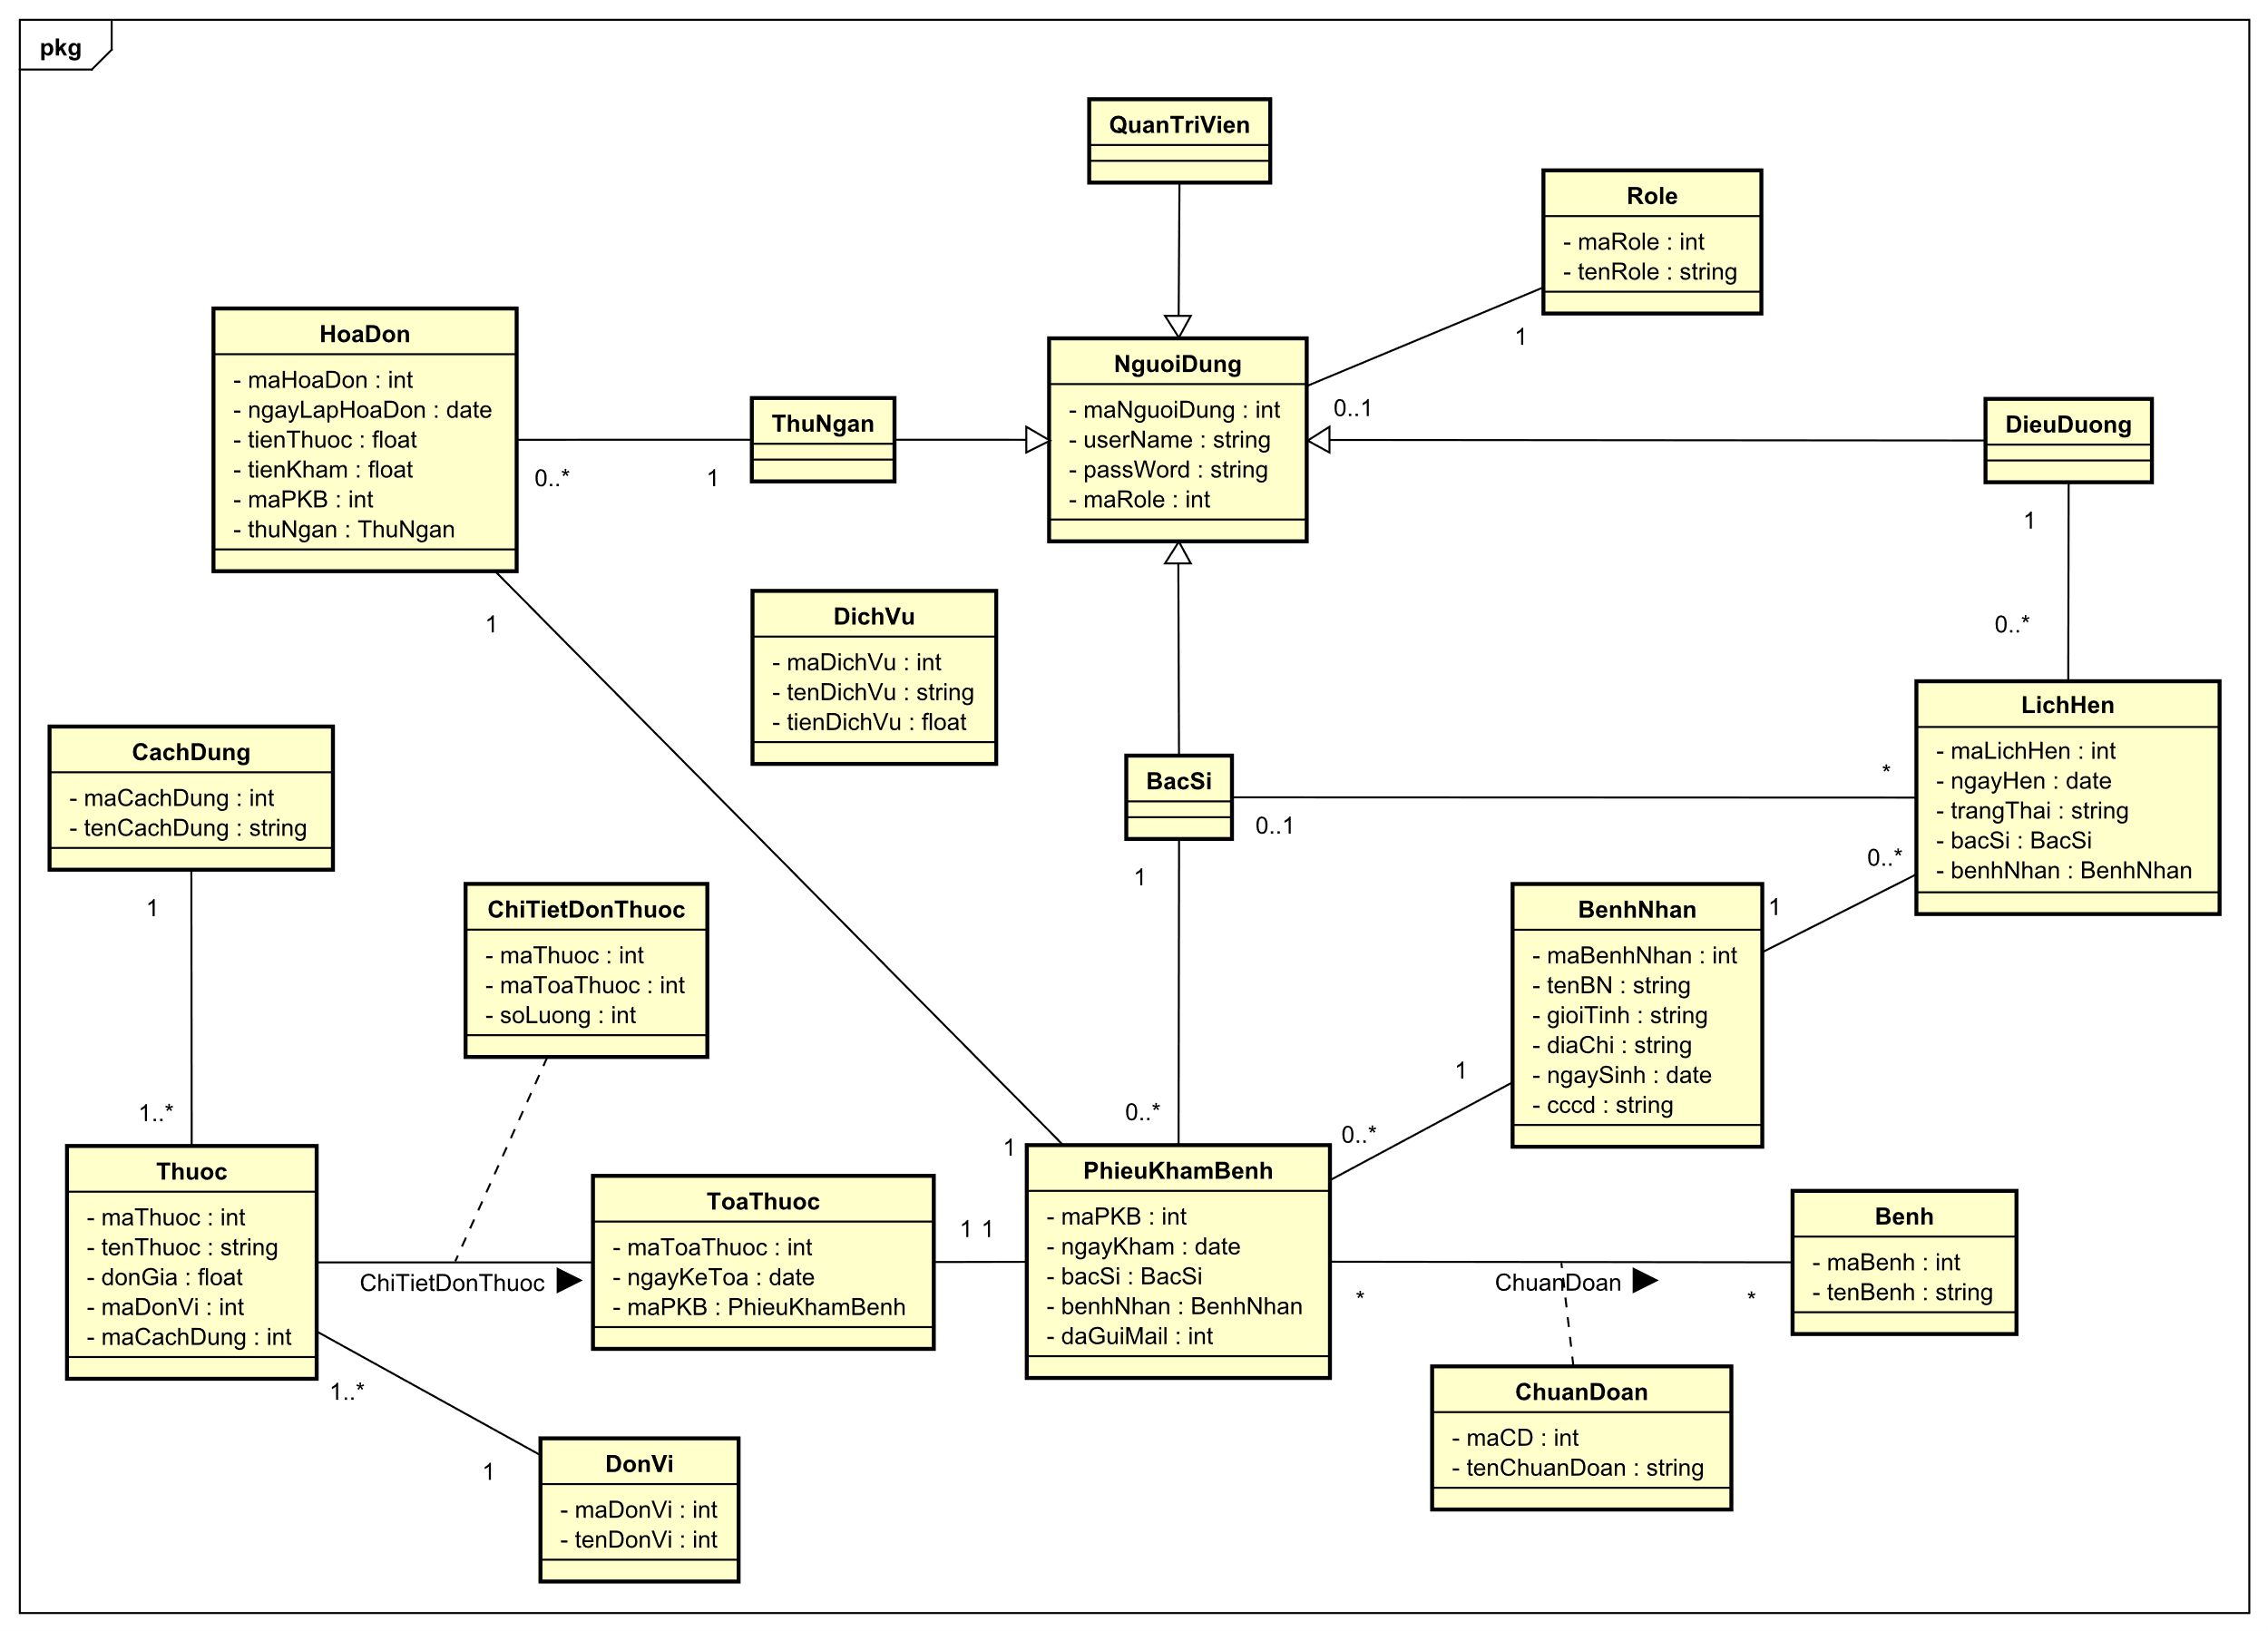 pkg
QuanTriVien
Role
- maRole : int
- tenRole : string
1
0..1
HoaDon
- maHoaDon : int
- ngayLapHoaDon : date
- tienThuoc : float
- tienKham : float
- maPKB : int
- thuNgan : ThuNgan
0..*
1
ThuNgan
NguoiDung
- maNguoiDung : int
- userName : string
- passWord : string
- maRole : int
DieuDuong
1
0..*
1
DichVu
- maDichVu : int
- tenDichVu : string
- tienDichVu : float
LichHen
- maLichHen : int
- ngayHen : date
- trangThai : string
- bacSi : BacSi
- benhNhan : BenhNhan
CachDung
- maCachDung : int
- tenCachDung : string
1
1..*
BacSi
0..1
*
1
0..*
0..*
1
ChiTietDonThuoc
- maThuoc : int
- maToaThuoc : int
- soLuong : int
BenhNhan
- maBenhNhan : int
- tenBN : string
- gioiTinh : string
- diaChi : string
- ngaySinh : date
- cccd : string
1
0..*
1
Thuoc
- maThuoc : int
- tenThuoc : string
- donGia : float
- maDonVi : int
- maCachDung : int
ChiTietDonThuoc
ToaThuoc
- maToaThuoc : int
- ngayKeToa : date
- maPKB : PhieuKhamBenh
1 1
PhieuKhamBenh
- maPKB : int
- ngayKham : date
- bacSi : BacSi
- benhNhan : BenhNhan
- daGuiMail : int
*
ChuanDoan
*
Benh
- maBenh : int
- tenBenh : string
ChuanDoan
- maCD : int
- tenChuanDoan : string
1..*
1
DonVi
- maDonVi : int
- tenDonVi : int